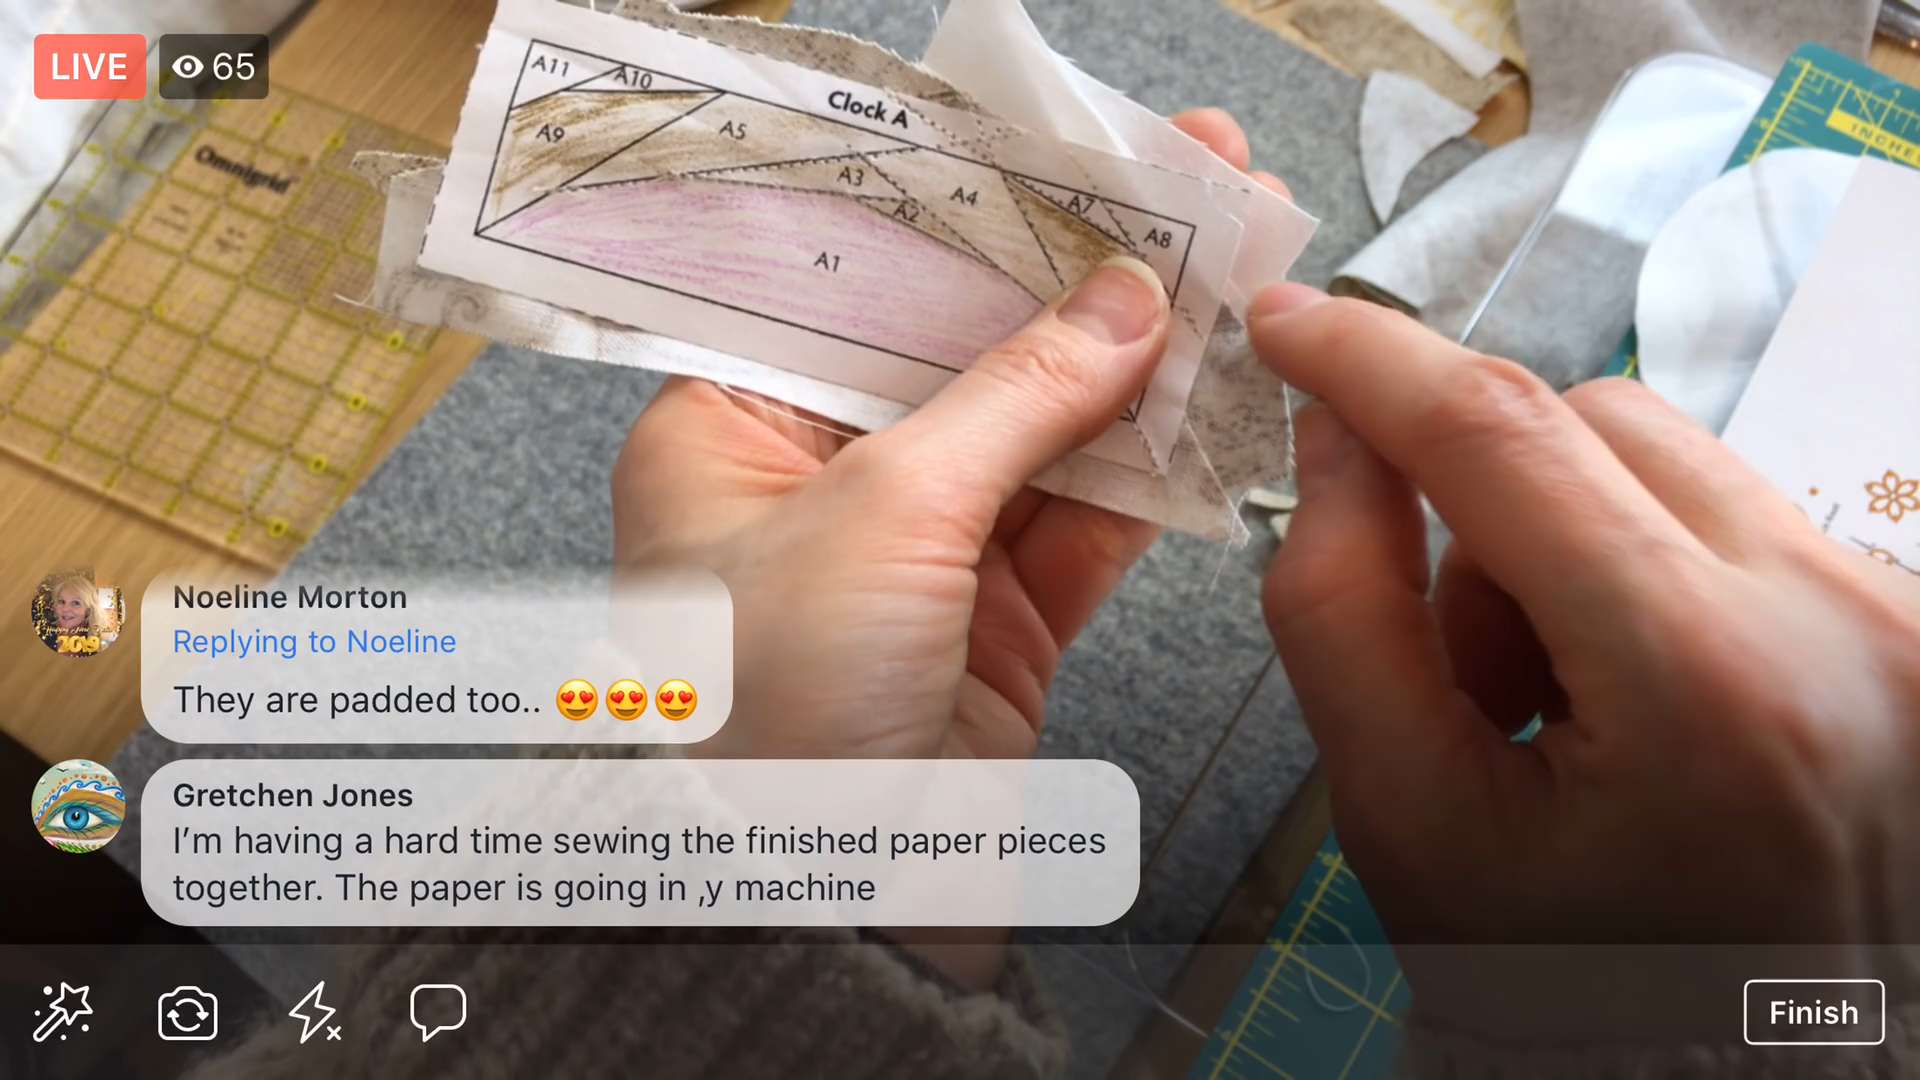 LIVE
65
Omnigrid
Clock A
A11
A10
A9
A5
A3
A4
A2
A7
A8
A1
INCHE
Noeline Morton
Replying to Noeline
They are padded too.. 😍😍😍
Gretchen Jones
I’m having a hard time sewing the finished paper pieces
together. The paper is going in ,y machine
Finish